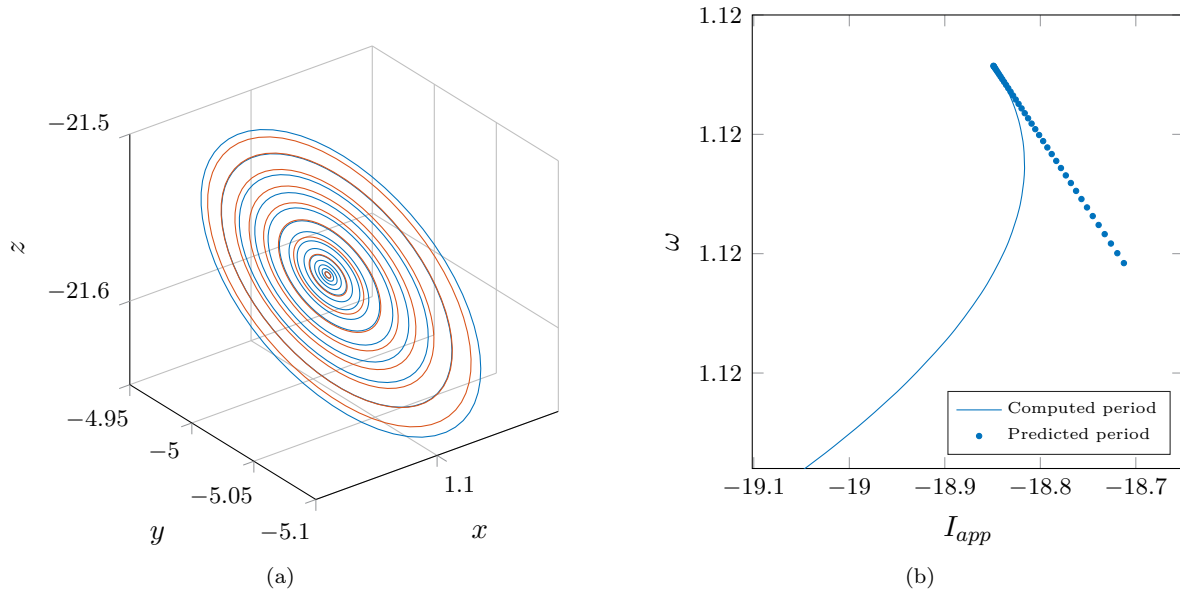 −21.5
−21.6
z
−4.95
−5
−5.05
−5.1
y
1.1
x
(a)
1.12
1.12
1.12
1.12
ω
−19.1
−19
−18.9
−18.8
−18.7
I_app
Computed period
Predicted period
(b)